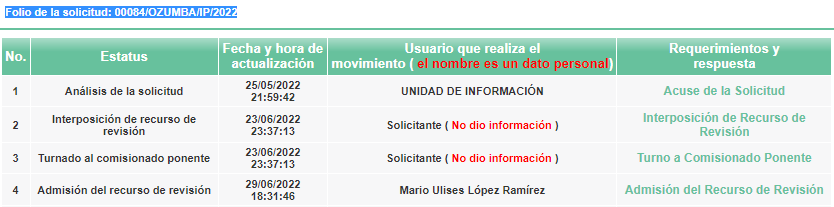 Folio de la solicitud: 00084/OZUMBA/IP/2022
No. Estatus Fecha y hora de actualización Usuario que realiza el movimiento ( el nombre es un dato personal) Requerimientos y respuesta
1 Análisis de la solicitud 25/05/2022 21:59:42 UNIDAD DE INFORMACIÓN Acuse de la Solicitud
2 Interposición de recurso de revisión 23/06/2022 23:37:13 Solicitante ( No dio información ) Interposición de Recurso de Revisión
3 Turnado al comisionado ponente 23/06/2022 23:37:13 Solicitante ( No dio información ) Turno a Comisionado Ponente
4 Admisión del recurso de revisión 29/06/2022 18:31:46 Mario Ulises López Ramírez Admisión del Recurso de Revisión